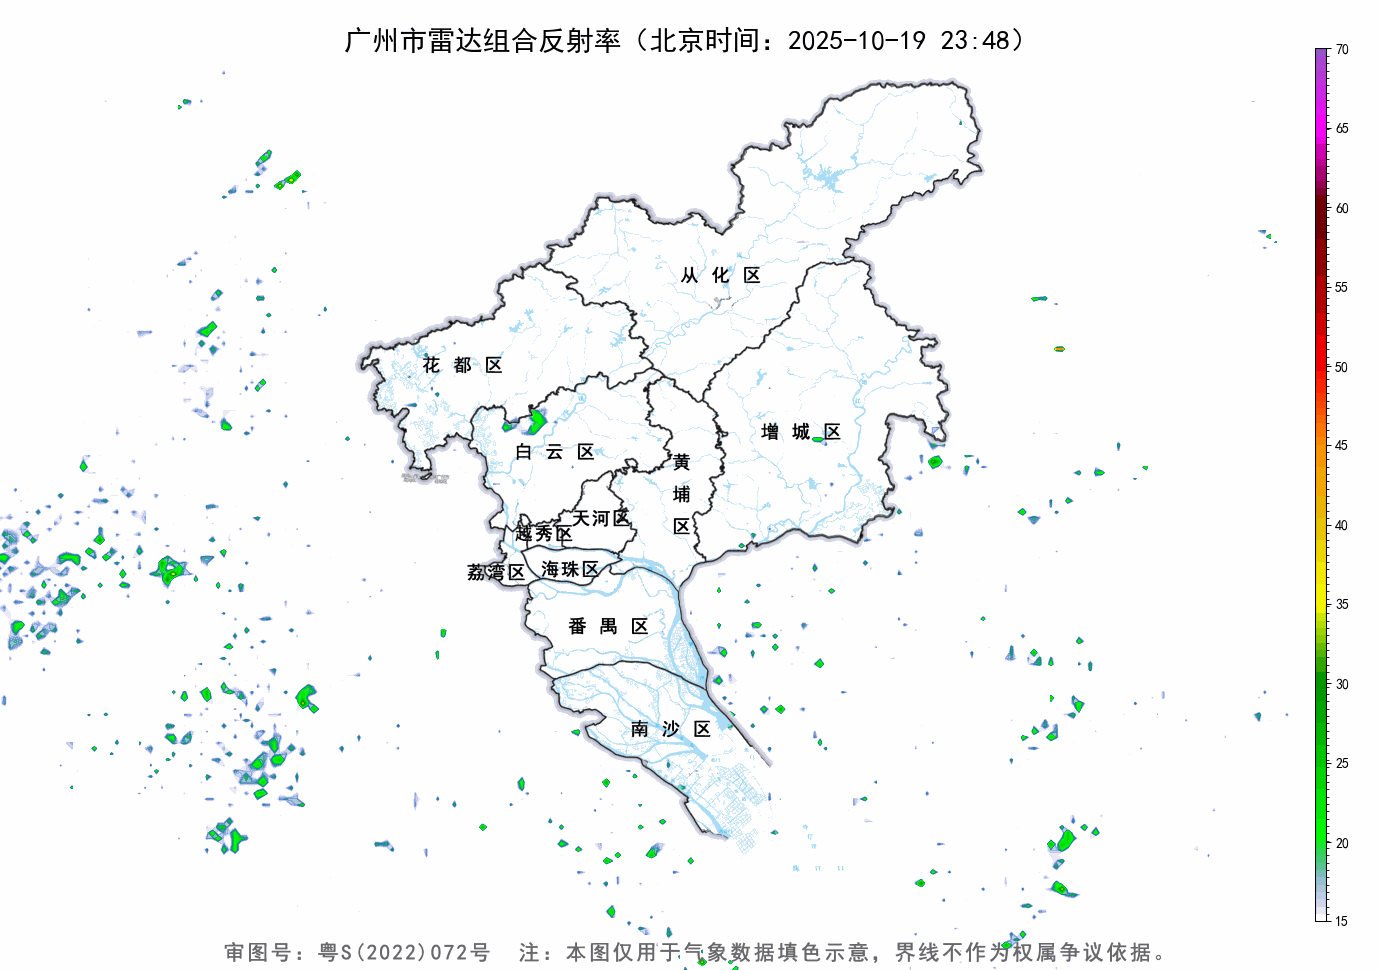 广州市雷达组合反射率（北京时间：2025-10-19 23:48）
70
65
60
55
50
45
40
35
30
25
20
15
从化区
花都区
增城区
白云区
黄埔区
天河区
越秀区
荔湾区
海珠区
番禺区
南沙区
审图号：粤S(2022)072号 注：本图仅用于气象数据填色示意，界线不作为权属争议依据。